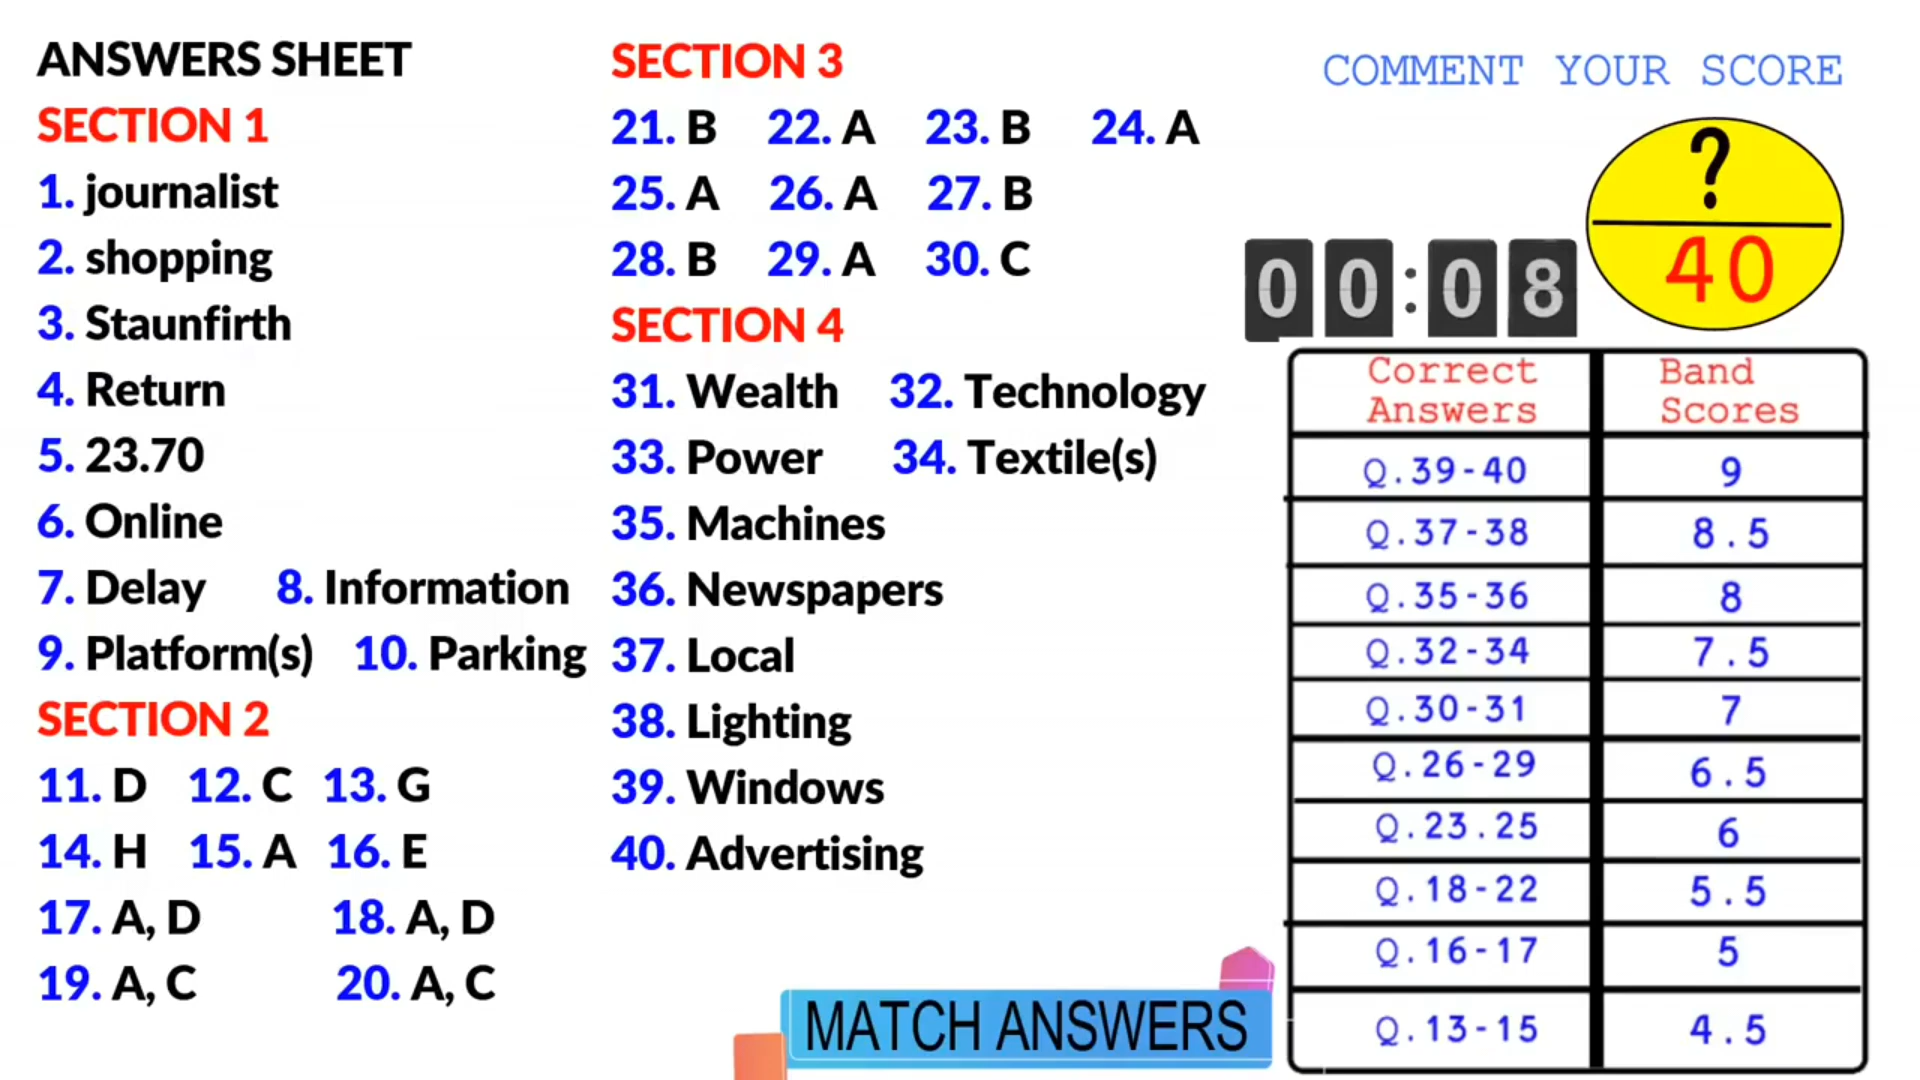 ANSWERS SHEET
SECTION 1
1. journalist
2. shopping
3. Staunfirth
4. Return
5. 23.70
6. Online
7. Delay 8. Information
9. Platform(s) 10. Parking
SECTION 2
11. D 12. C 13. G
14. H 15. A 16. E
17. A, D 18. A, D
19. A, C 20. A, C
SECTION 3
21. B 22. A 23. B 24. A
25. A 26. A 27. B
28. B 29. A 30. C
SECTION 4
31. Wealth 32. Technology
33. Power 34. Textile(s)
35. Machines
36. Newspapers
37. Local
38. Lighting
39. Windows
40. Advertising
MATCH ANSWERS
COMMENT YOUR SCORE
?
40
00:08
Correct Answers Band Scores
Q.39-40 9
Q.37-38 8.5
Q.35-36 8
Q.32-34 7.5
Q.30-31 7
Q.26-29 6.5
Q.23.25 6
Q.18-22 5.5
Q.16-17 5
Q.13-15 4.5